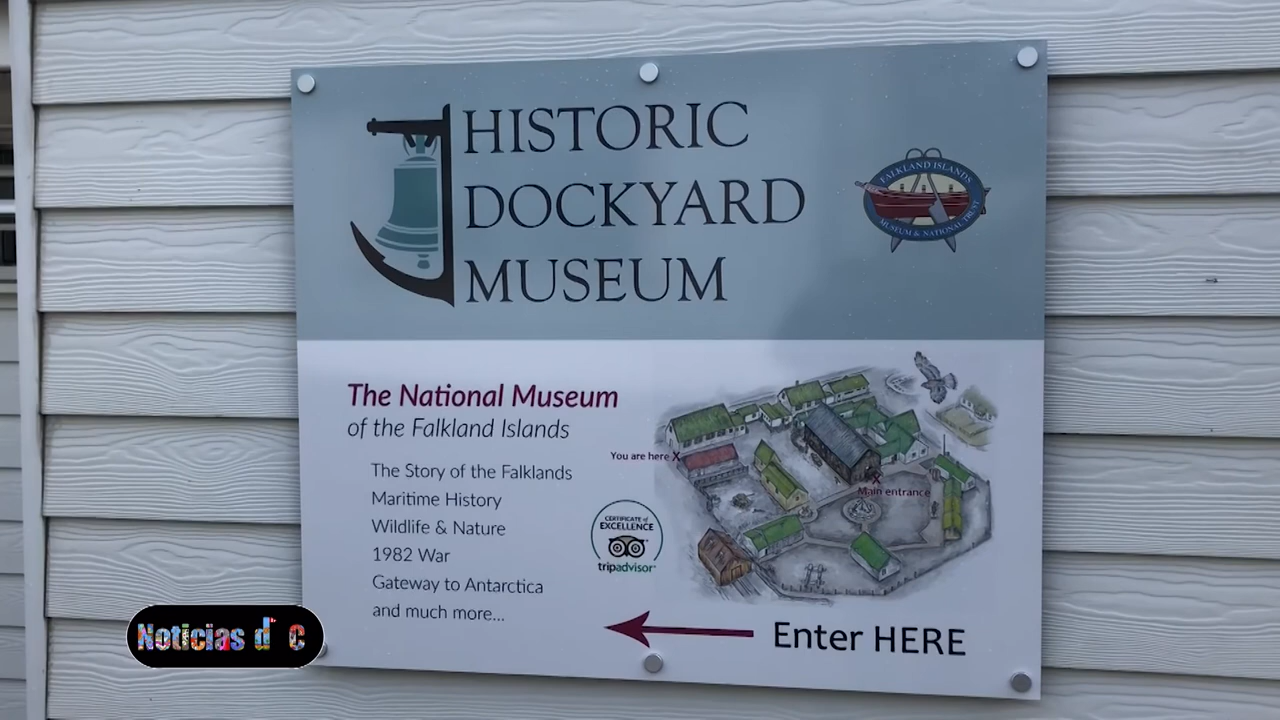 HISTORIC
DOCKYARD
MUSEUM
FALKLAND ISLANDS
MUSEUM & NATIONAL TRUST
The National Museum
of the Falkland Islands
The Story of the Falklands
Maritime History
Wildlife & Nature
1982 War
Gateway to Antarctica
and much more...
You are here X
X
Main entrance
CERTIFICATE of
EXCELLENCE
tripadvisor
Enter HERE
Noticias d' C